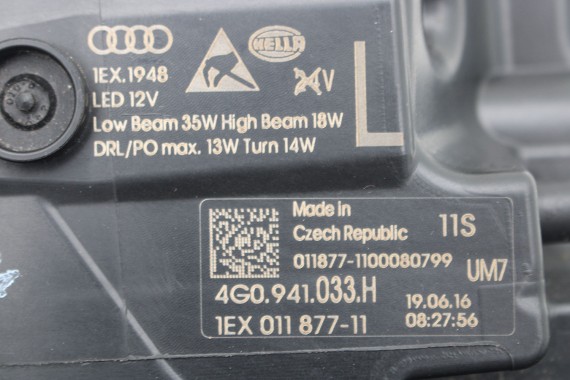 HELLA
1EX.1948
24V
LED 12V
Low Beam 35W High Beam 18W
DRL/PO max. 13W Turn 14W
L
Made in
Czech Republic
11S
011877-1100080799
UM7
4G0.941.033.H
19.06.16
1EX 011 877-11
08:27:56